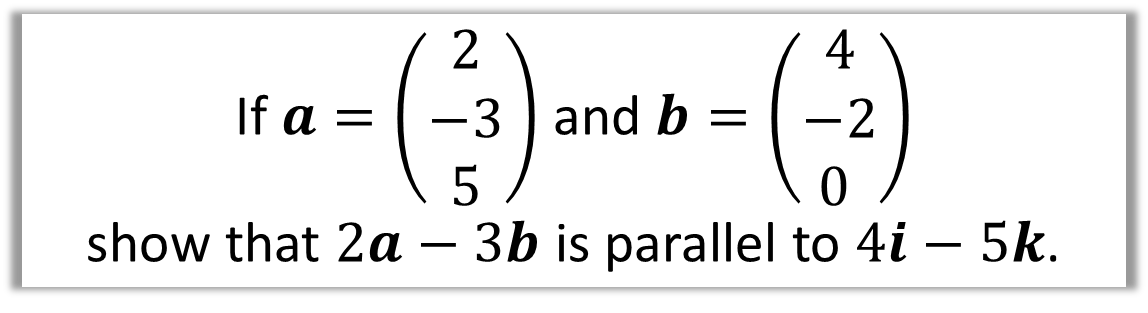 If 𝒂 = (2 −3 5) and 𝒃 = (4 −2 0)
show that 2𝒂 − 3𝒃 is parallel to 4𝒊 − 5𝒌.